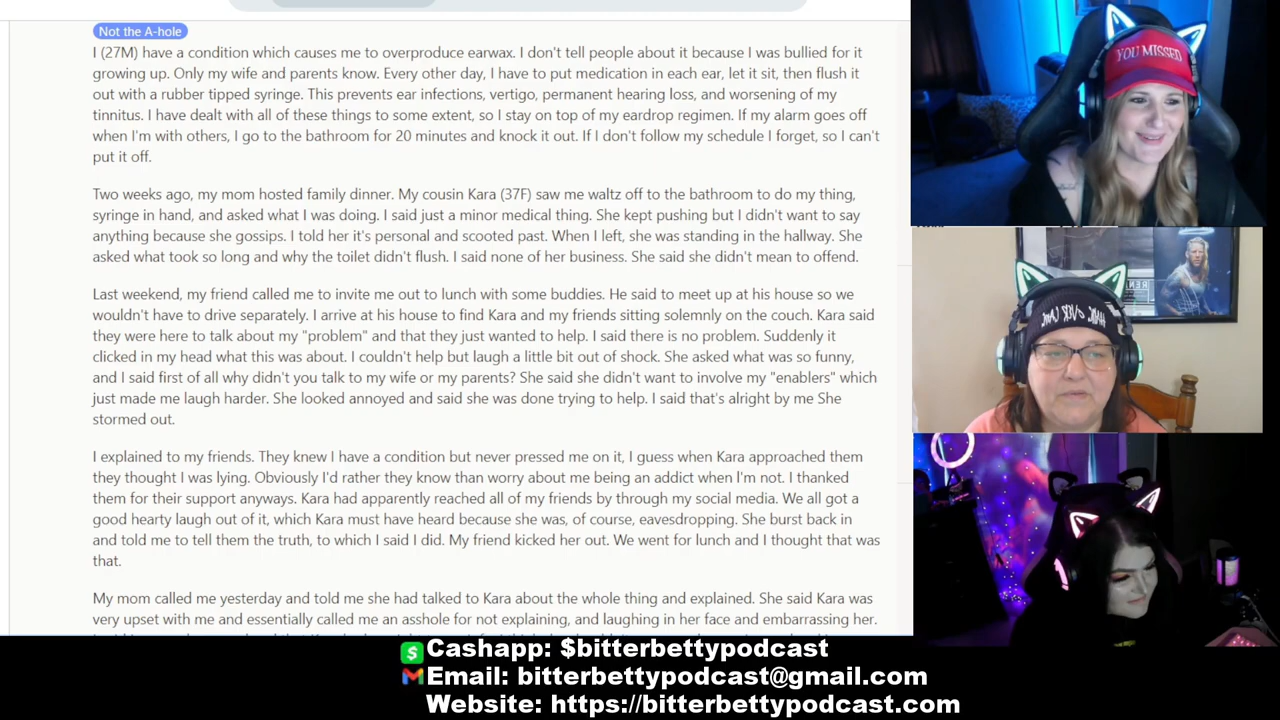 Not the A-hole
I (27M) have a condition which causes me to overproduce earwax. I don't tell people about it because I was bullied for it
growing up. Only my wife and parents know. Every other day, I have to put medication in each ear, let it sit, then flush it
out with a rubber tipped syringe. This prevents ear infections, vertigo, permanent hearing loss, and worsening of my
tinnitus. I have dealt with all of these things to some extent, so I stay on top of my eardrop regimen. If my alarm goes off
when I'm with others, I go to the bathroom for 20 minutes and knock it out. If I don't follow my schedule I forget, so I can't
put it off.
Two weeks ago, my mom hosted family dinner. My cousin Kara (37F) saw me waltz off to the bathroom to do my thing,
syringe in hand, and asked what I was doing. I said just a minor medical thing. She kept pushing but I didn't want to say
anything because she gossips. I told her it's personal and scooted past. When I left, she was standing in the hallway. She
asked what took so long and why the toilet didn't flush. I said none of her business. She said she didn't mean to offend.
Last weekend, my friend called me to invite me out to lunch with some buddies. He said to meet up at his house so we
wouldn't have to drive separately. I arrive at his house to find Kara and my friends sitting solemnly on the couch. Kara said
they were here to talk about my "problem" and that they just wanted to help. I said there is no problem. Suddenly it
clicked in my head what this was about. I couldn't help but laugh a little bit out of shock. She asked what was so funny,
and I said first of all why didn't you talk to my wife or my parents? She said she didn't want to involve my "enablers" which
just made me laugh harder. She looked annoyed and said she was done trying to help. I said that's alright by me She
stormed out.
I explained to my friends. They knew I have a condition but never pressed me on it, I guess when Kara approached them
they thought I was lying. Obviously I'd rather they know than worry about me being an addict when I'm not. I thanked
them for their support anyways. Kara had apparently reached all of my friends by through my social media. We all got a
good hearty laugh out of it, which Kara must have heard because she was, of course, eavesdropping. She burst back in
and told me to tell them the truth, to which I said I did. My friend kicked her out. We went for lunch and I thought that was
that.
My mom called me yesterday and told me she had talked to Kara about the whole thing and explained. She said Kara was
very upset with me and essentially called me an asshole for not explaining, and laughing in her face and embarrassing her.
YOU MISSED
Cashapp: $bitterbettypodcast
Email: bitterbettypodcast@gmail.com
Website: https://bitterbettypodcast.com